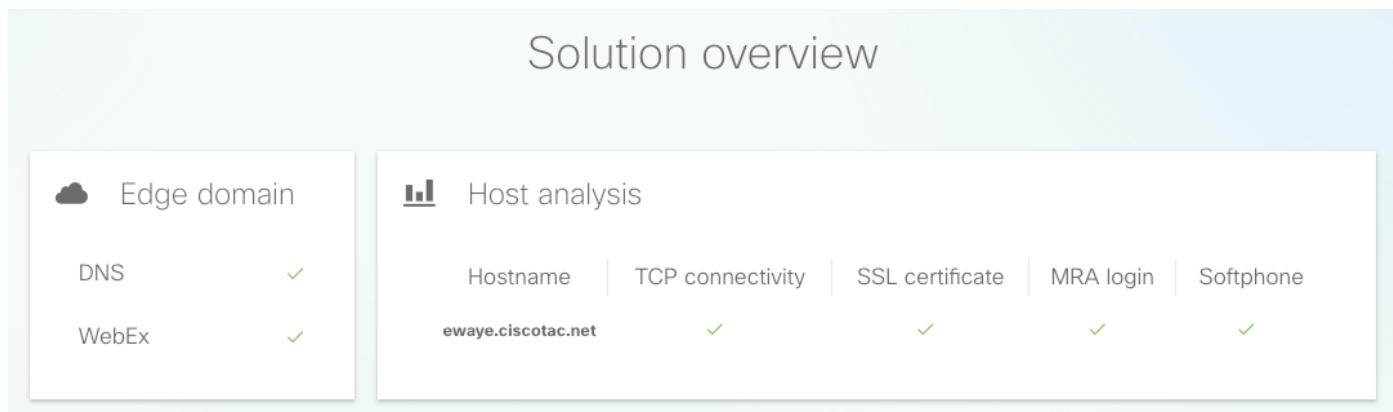 Solution overview
Edge domain
DNS
WebEx
Host analysis
Hostname TCP connectivity SSL certificate MRA login Softphone
ewaye.ciscotac.net